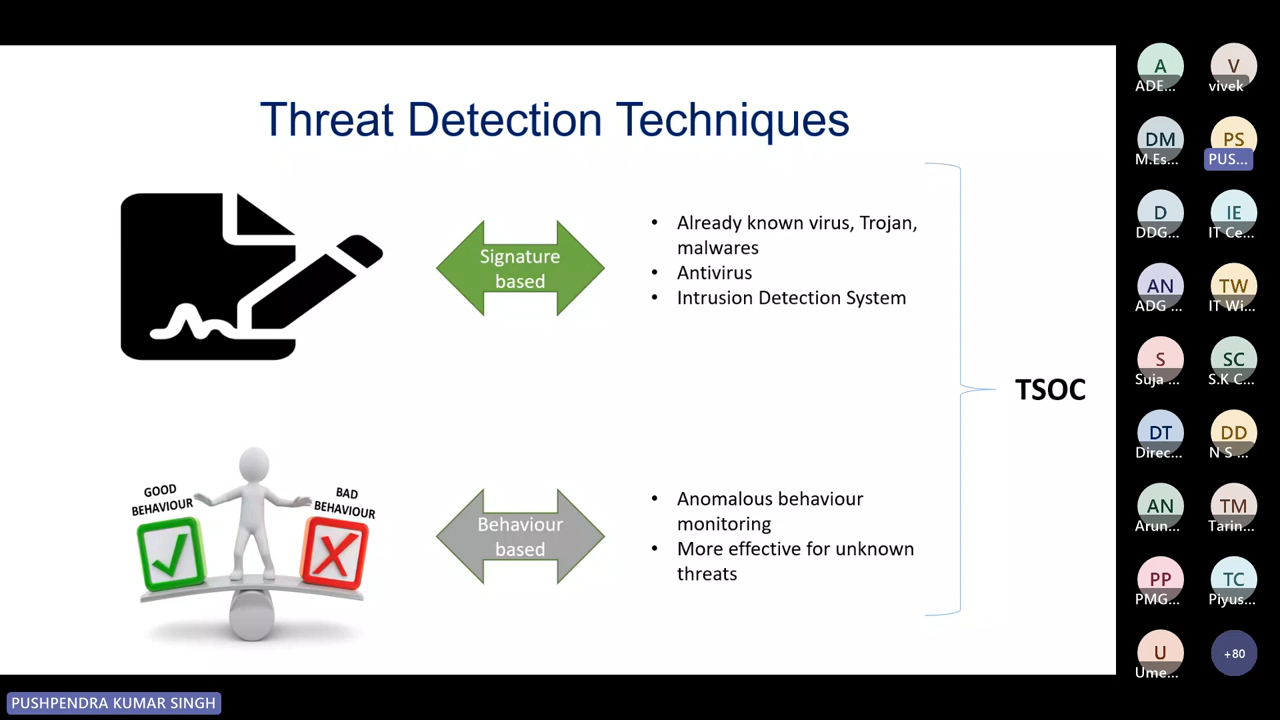 Threat Detection Techniques
Signature
based
• Already known virus, Trojan,
malwares
• Antivirus
• Intrusion Detection System
TSOC
GOOD
BEHAVIOUR
BAD
BEHAVIOUR
Behaviour
based
• Anomalous behaviour
monitoring
• More effective for unknown
threats
A
ADE...
V
vivek
DM
M.Es...
PS
PUS...
D
DDG...
IE
IT Ce...
AN
ADG ...
TW
IT Wi...
S
Suja ...
SC
S.K C...
DT
Direc...
DD
N S ...
AN
Arun...
TM
Tarin...
PP
PMG...
TC
Piyus...
U
Ume...
+80
PUSHPENDRA KUMAR SINGH